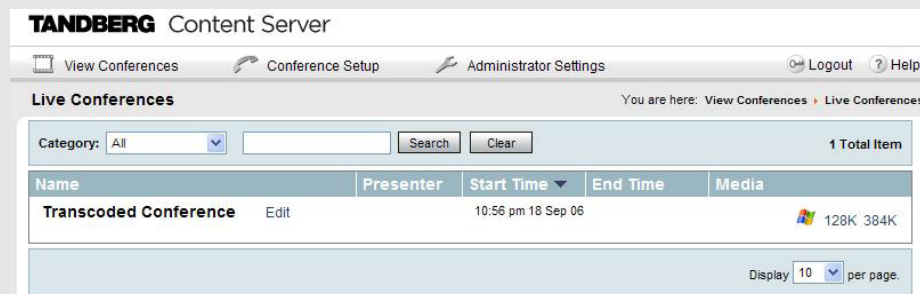 TANDBERG Content Server
View Conferences Conference Setup Administrator Settings Logout ? Help
Live Conferences You are here: View Conferences Live Conferences
Category: All Search Clear 1 Total Item
Name Presenter Start Time End Time Media
Transcoded Conference Edit 10:56 pm 18 Sep 06 128K 384K
Display 10 per page.